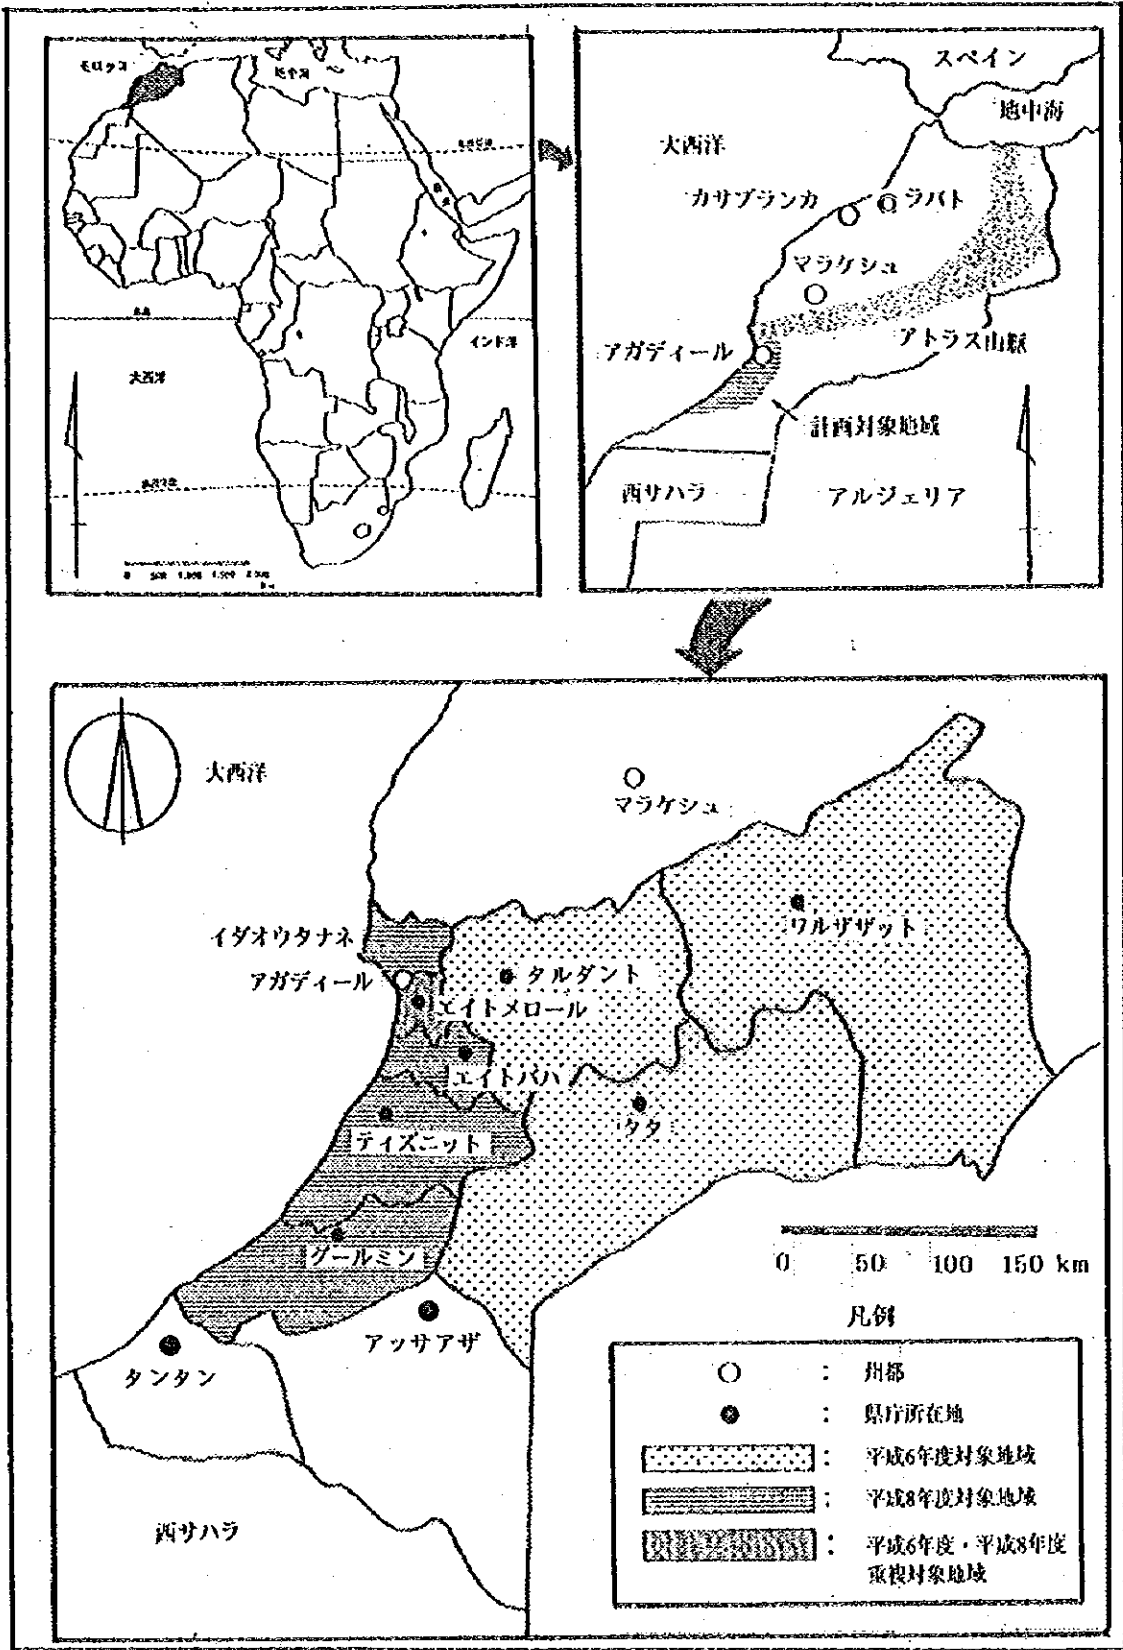 モロッコ
地中海
大西洋
インド洋
赤道
スペイン
地中海
大西洋
カサブランカ
ラバト
マラケシュ
アガディール
アトラス山脈
計画対象地域
西サハラ
アルジェリア
大西洋
マラケシュ
イダオウタナネ
アガディール
タルダント
ワルザザット
エイトメロール
エイトバハ
タタ
ティズニット
グールミン
アッサアザ
タンタン
西サハラ
0 50 100 150 km
凡例
○ : 州都
● : 県庁所在地
: 平成6年度対象地域
: 平成8年度対象地域
: 平成6年度・平成8年度
重複対象地域